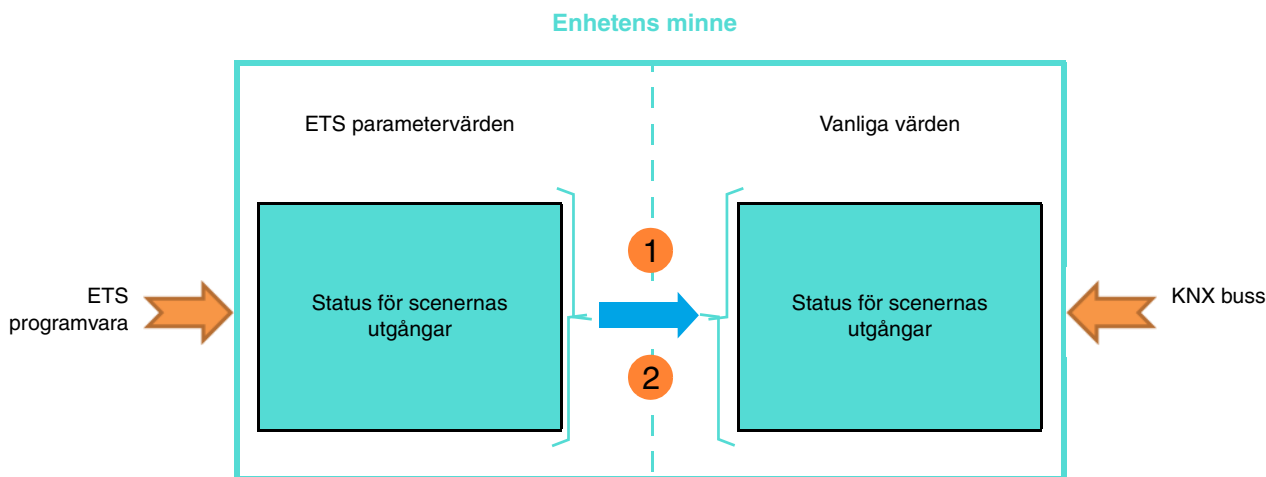 Enhetens minne
ETS parametervärden
Vanliga värden
1
ETS
programvara
Status för scenernas
utgångar
Status för scenernas
utgångar
KNX buss
2